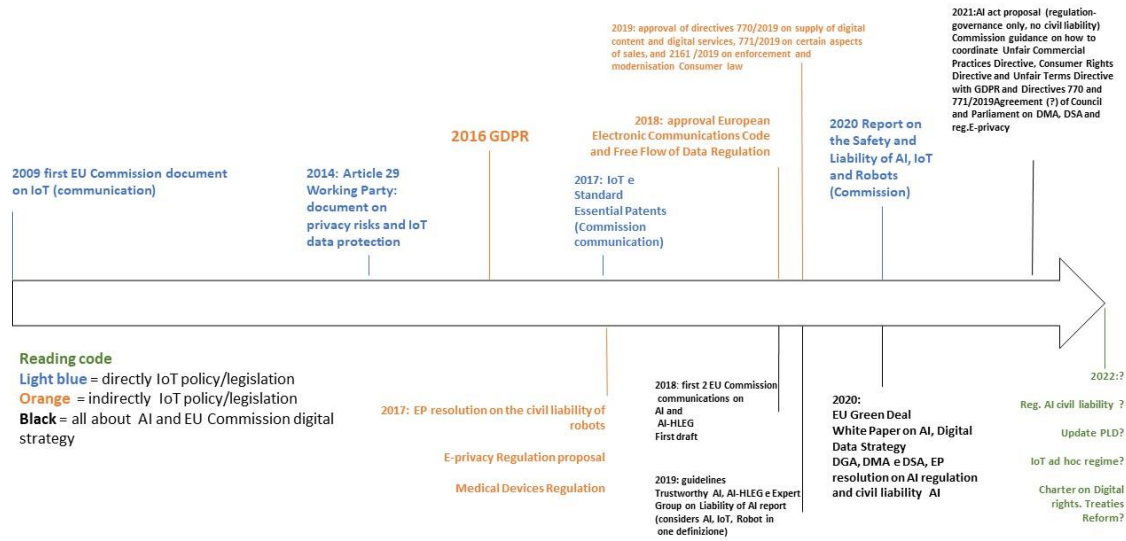 2009 first EU Commission document
on IoT (communication)
2014: Article 29
Working Party:
document on
privacy risks and IoT
data protection
2016 GDPR
2017: IoT e
Standard
Essential Patents
(Commission
communication)
2018: approval European
Electronic Communications Code
and Free Flow of Data Regulation
2019: approval of directives 770/2019 on supply of digital
content and digital services, 771/2019 on certain aspects
of sales, and 2161 /2019 on enforcement and
modernisation Consumer law
2020 Report on
the Safety and
Liability of AI, IoT
and Robots
(Commission)
2021:AI act proposal (regulation-
governance only, no civil liability)
Commission guidance on how to
coordinate Unfair Commercial
Practices Directive, Consumer Rights
Directive and Unfair Terms Directive
with GDPR and Directives 770 and
771/2019Agreement (?) of Council
and Parliament on DMA, DSA and
reg.E-privacy
Reading code
Light blue = directly IoT policy/legislation
Orange = indirectly IoT policy/legislation
Black = all about AI and EU Commission digital
strategy
2017: EP resolution on the civil liability of
robots
E-privacy Regulation proposal
Medical Devices Regulation
2018: first 2 EU Commission
communications on
AI and
AI-HLEG
First draft
2019: guidelines
Trustworthy AI, AI-HLEG e Expert
Group on Liability of AI report
(considers AI, IoT, Robot in
one definizione)
2020:
EU Green Deal
White Paper on AI, Digital
Data Strategy
DGA, DMA e DSA, EP
resolution on AI regulation
and civil liability AI
2022:?
Reg. AI civil liability ?
Update PLD?
IoT ad hoc regime?
Charter on Digital
rights. Treaties
Reform?